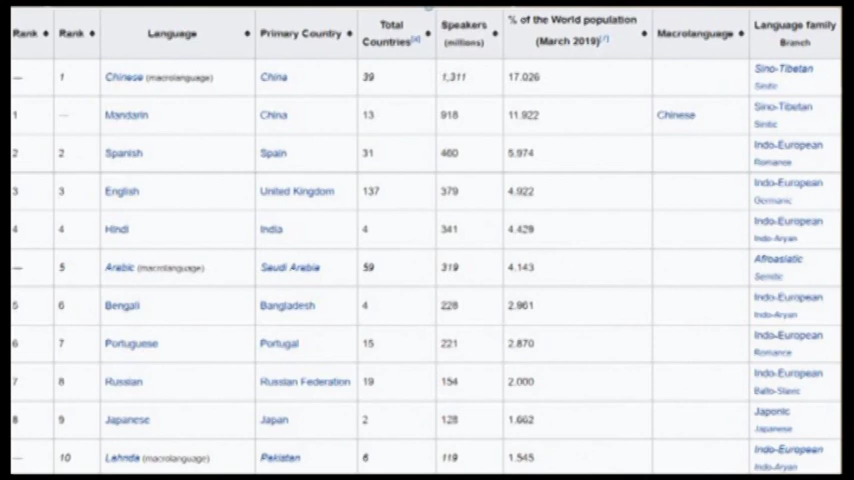 Rank Rank Language Primary Country Total Countries[a] Speakers (millions) % of the World population (March 2019)[7] Macrolanguage Language family Branch
— 1 Chinese (macrolanguage) China 39 1,311 17.026 Sino-Tibetan Sinitic
1 — Mandarin China 13 918 11.922 Chinese Sino-Tibetan Sinitic
2 2 Spanish Spain 31 460 5.974 Indo-European Romance
3 3 English United Kingdom 137 379 4.922 Indo-European Germanic
4 4 Hindi India 4 341 4.429 Indo-European Indo-Aryan
— 5 Arabic (macrolanguage) Saudi Arabia 59 319 4.143 Afroasiatic Semitic
5 6 Bengali Bangladesh 4 228 2.961 Indo-European Indo-Aryan
6 7 Portuguese Portugal 15 221 2.870 Indo-European Romance
7 8 Russian Russian Federation 19 154 2.000 Indo-European Balto-Slavic
8 9 Japanese Japan 2 128 1.662 Japonic Japanese
— 10 Lahnda (macrolanguage) Pakistan 6 119 1.545 Indo-European Indo-Aryan